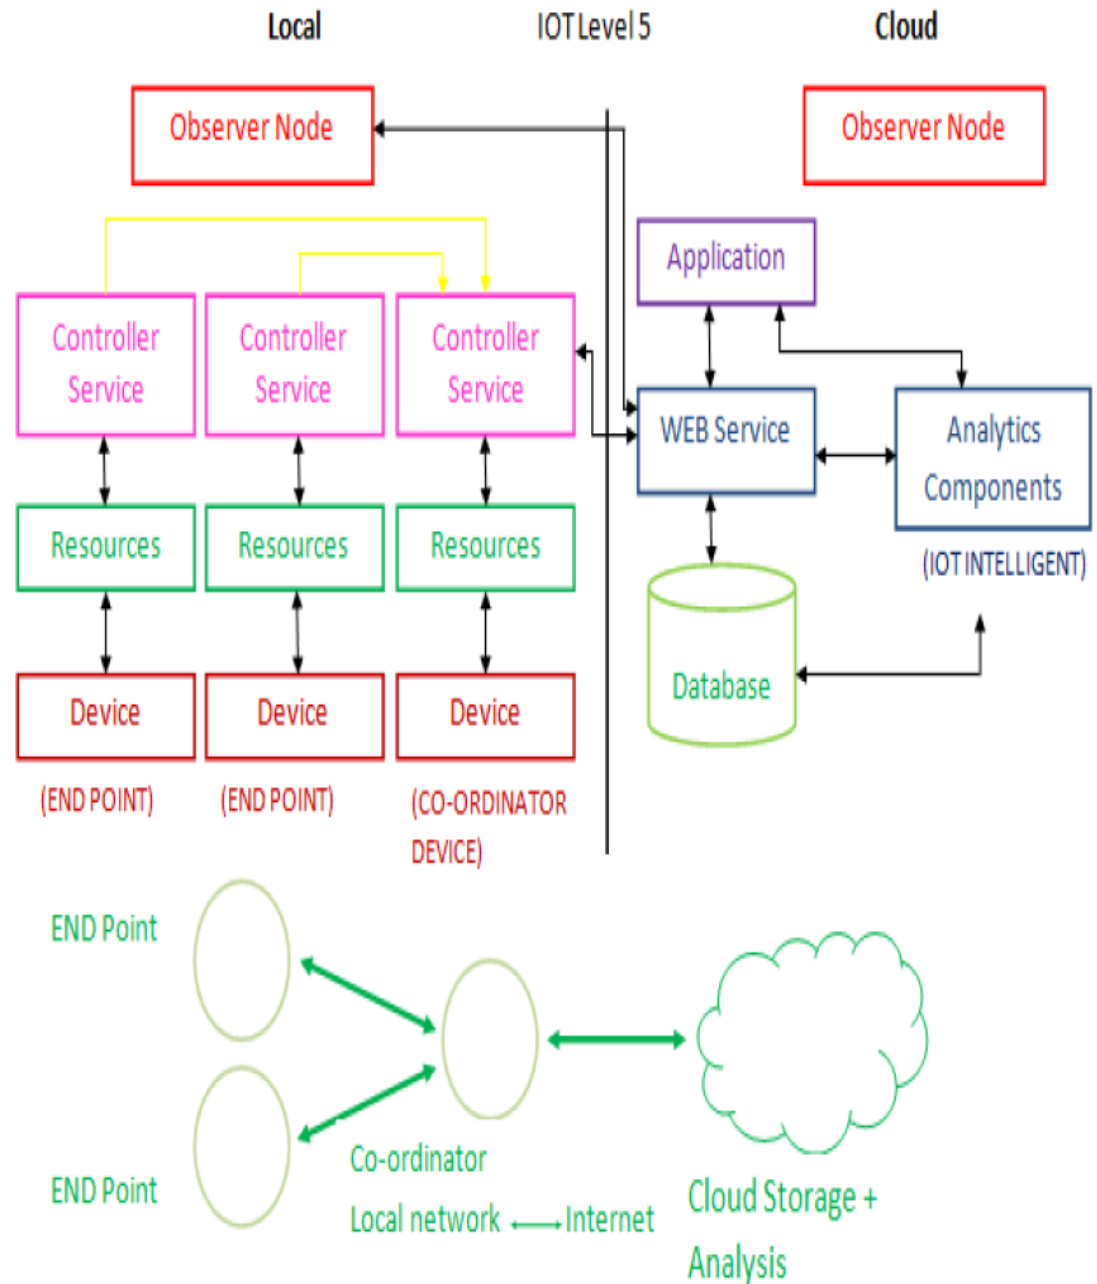 Local IOT Level 5 Cloud
Observer Node
Observer Node
Application
Controller
Service
Controller
Service
Controller
Service
WEB Service
Analytics
Components
(IOT INTELLIGENT)
Resources
Resources
Resources
Database
Device
Device
Device
(END POINT)
(END POINT)
(CO-ORDINATOR
DEVICE)
END Point
END Point
Co-ordinator
Local network Internet
Cloud Storage +
Analysis